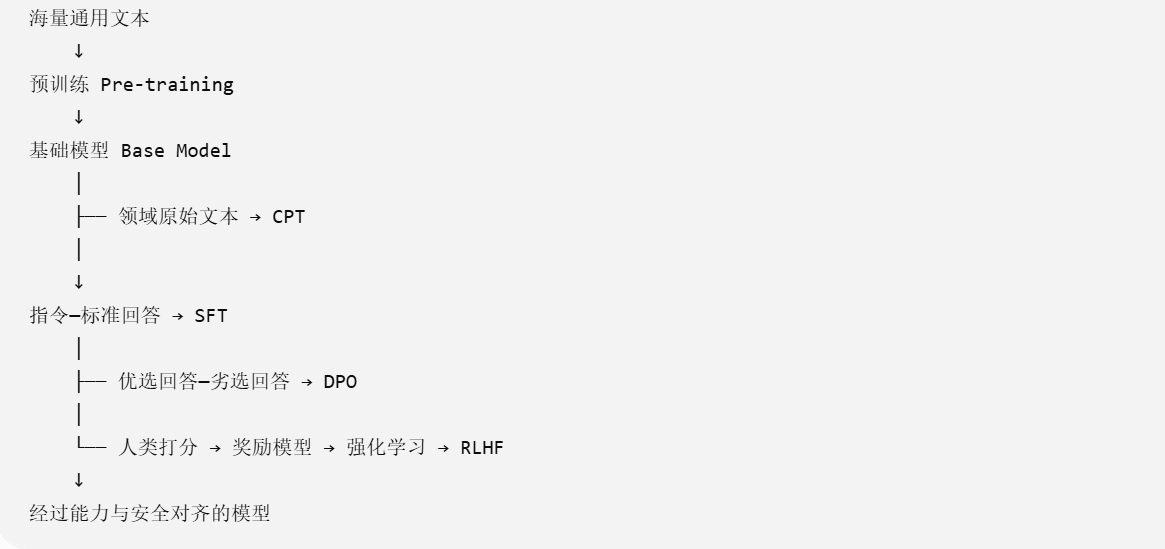 海量通用文本
↓
预训练 Pre-training
↓
基础模型 Base Model
│
├── 领域原始文本 → CPT
│
↓
指令—标准回答 → SFT
│
├── 优选回答—劣选回答 → DPO
│
└── 人类打分 → 奖励模型 → 强化学习 → RLHF
↓
经过能力与安全对齐的模型